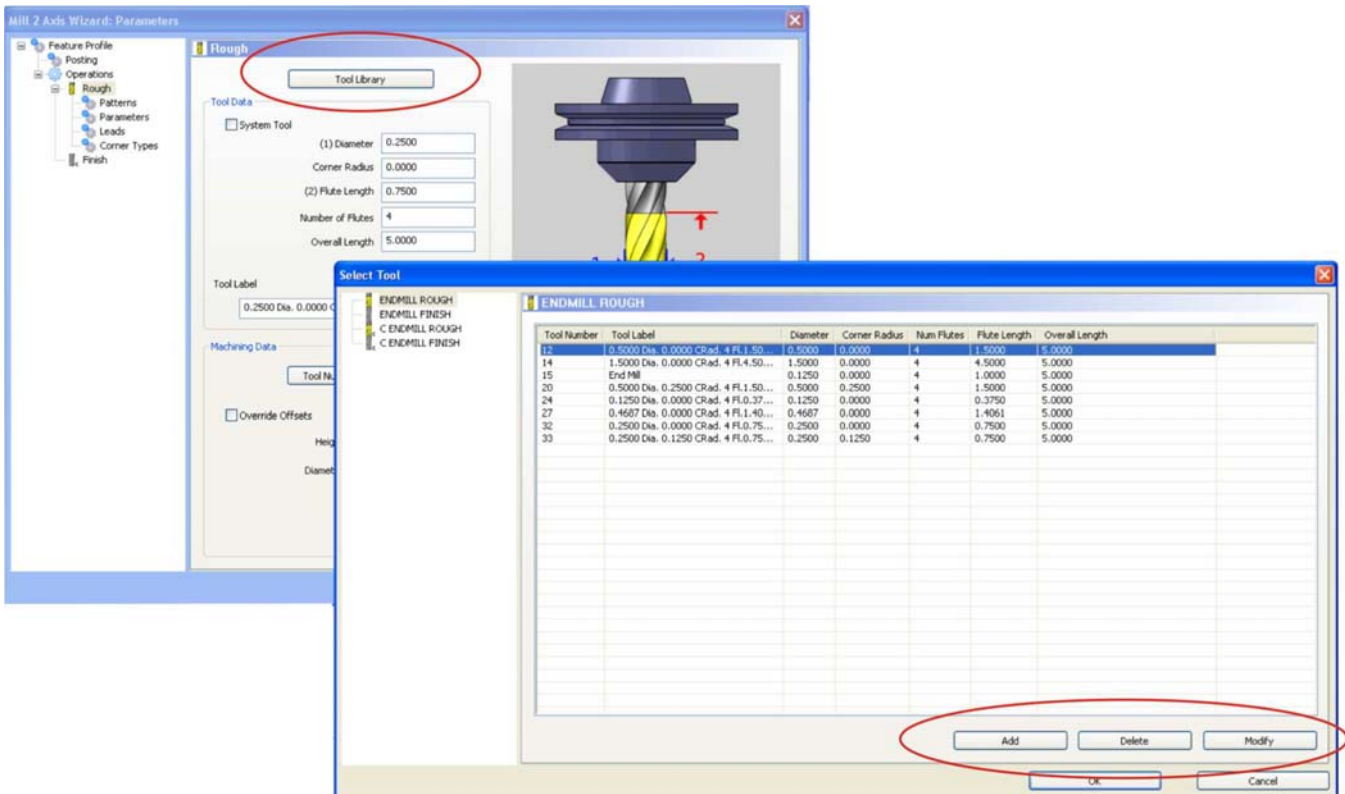 Mill 2 Axis Wizard: Parameters
Feature Profile
Posting
Operations
Rough
Patterns
Parameters
Leads
Corner Types
Finish
Rough
Tool Library
Tool Data
System Tool
(1) Diameter 0.2500
Corner Radius 0.0000
(2) Flute Length 0.7500
Number of Flutes 4
Overall Length 5.0000
Tool Label
0.2500 Dia. 0.0000
Machining Data
Override Offsets
2
Select Tool
ENDMILL ROUGH
ENDMILL FINISH
C ENDMILL ROUGH
C ENDMILL FINISH
ENDMILL ROUGH
Tool Number Tool Label Diameter Corner Radius Num Flutes Flute Length Overall Length
12 0.5000 Dia. 0.0000 CRad. 4 Fl.1.50... 0.5000 0.0000 4 1.5000 5.0000
14 1.5000 Dia. 0.0000 CRad. 4 Fl.4.50... 1.5000 0.0000 4 4.5000 5.0000
15 End Mill 0.1250 0.0000 4 1.0000 5.0000
20 0.5000 Dia. 0.2500 CRad. 4 Fl.1.50... 0.5000 0.2500 4 1.5000 5.0000
24 0.1250 Dia. 0.0000 CRad. 4 Fl.0.37... 0.1250 0.0000 4 0.3750 5.0000
27 0.4687 Dia. 0.0000 CRad. 4 Fl.1.40... 0.4687 0.0000 4 1.4061 5.0000
32 0.2500 Dia. 0.0000 CRad. 4 Fl.0.75... 0.2500 0.0000 4 0.7500 5.0000
33 0.2500 Dia. 0.1250 CRad. 4 Fl.0.75... 0.2500 0.1250 4 0.7500 5.0000
Add Delete Modify
OK Cancel